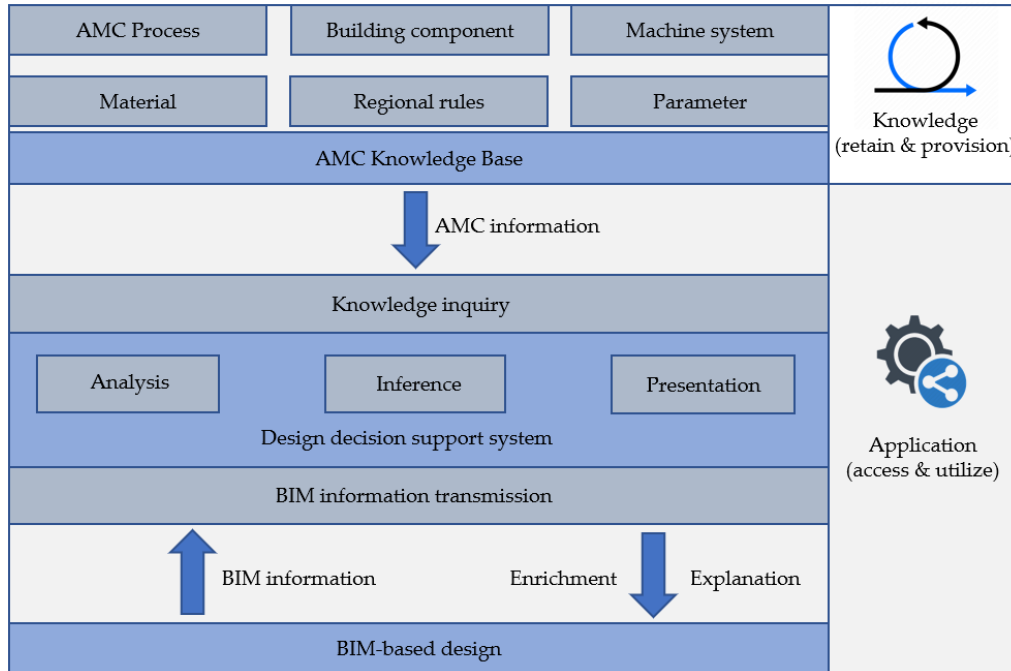 AMC Process
Building component
Machine system
Material
Regional rules
Parameter
AMC Knowledge Base
Knowledge
(retain & provision)
AMC information
Knowledge inquiry
Analysis
Inference
Presentation
Design decision support system
Application
(access & utilize)
BIM information transmission
BIM information
Enrichment
Explanation
BIM-based design